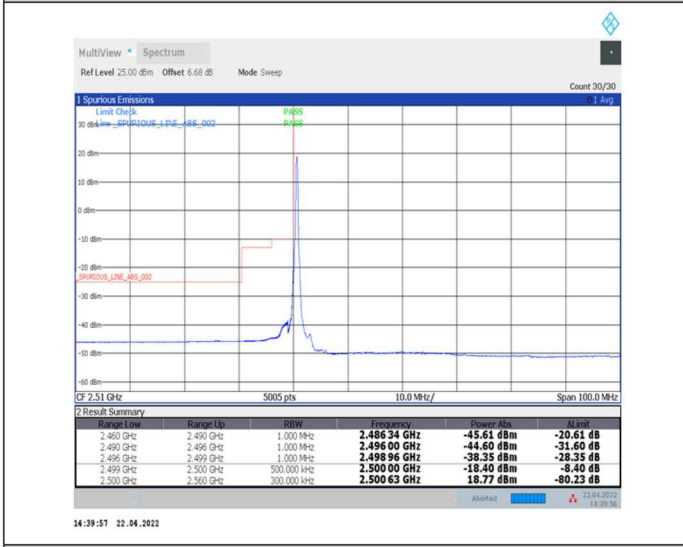 MultiView Spectrum
Ref Level 25.00 dBm Offset 6.68 dB Mode Sweep
Count 30/30
1 Spurious Emissions 1 Avg
Limit Check PASS
Line _SPURIOUS_LINE_ABS_002 PASS
30 dBm
20 dBm
10 dBm
0 dBm
-10 dBm
-20 dBm
_SPURIOUS_LINE_ABS_002
-30 dBm
-40 dBm
-50 dBm
-60 dBm
CF 2.51 GHz 5005 pts 10.0 MHz/ Span 100.0 MHz
2 Result Summary
Range Low Range Up RBW Frequency Power Abs ΔLimit
2.460 GHz 2.490 GHz 1.000 MHz 2.486 34 GHz -45.61 dBm -20.61 dB
2.490 GHz 2.496 GHz 1.000 MHz 2.496 00 GHz -44.60 dBm -31.60 dB
2.496 GHz 2.499 GHz 1.000 MHz 2.498 96 GHz -38.35 dBm -28.35 dB
2.499 GHz 2.500 GHz 500.000 kHz 2.500 00 GHz -18.40 dBm -8.40 dB
2.500 GHz 2.560 GHz 300.000 kHz 2.500 63 GHz 18.77 dBm -80.23 dB
Aborted 22.04.2022
14:39:56
14:39:57 22.04.2022